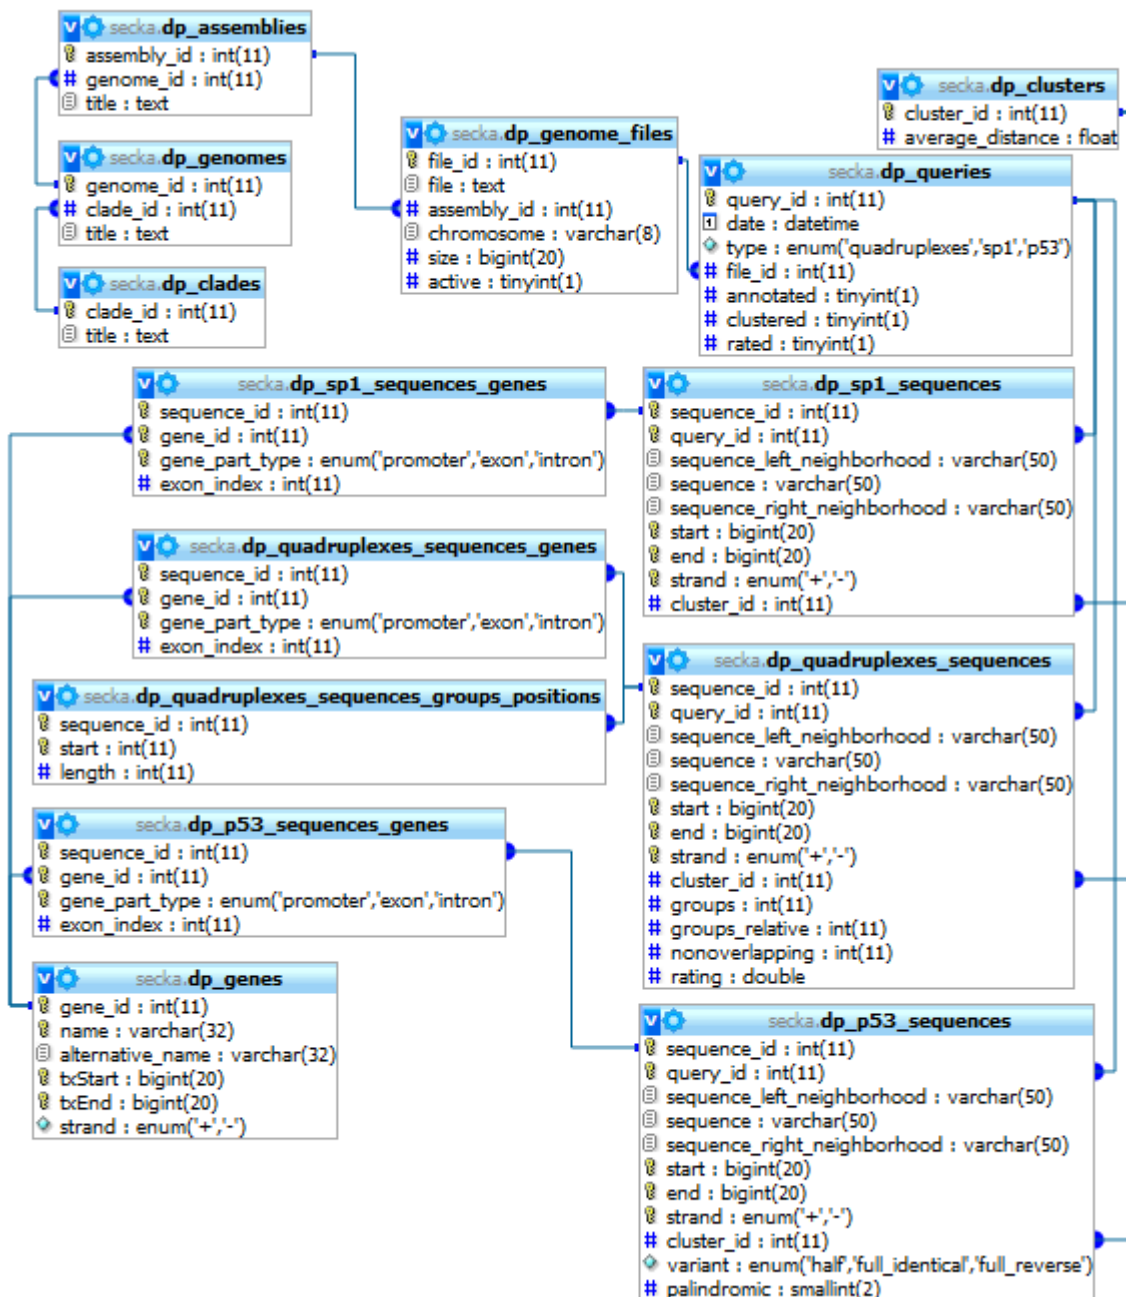 secka.dp_assemblies
assembly_id : int(11)
# genome_id : int(11)
title : text
secka.dp_genomes
genome_id : int(11)
# clade_id : int(11)
title : text
secka.dp_clades
clade_id : int(11)
title : text
secka.dp_genome_files
file_id : int(11)
file : text
# assembly_id : int(11)
chromosome : varchar(8)
# size : bigint(20)
# active : tinyint(1)
secka.dp_clusters
cluster_id : int(11)
# average_distance : float
secka.dp_queries
query_id : int(11)
date : datetime
type : enum('quadruplexes','sp1','p53')
# file_id : int(11)
# annotated : tinyint(1)
# clustered : tinyint(1)
# rated : tinyint(1)
secka.dp_sp1_sequences_genes
sequence_id : int(11)
gene_id : int(11)
gene_part_type : enum('promoter','exon','intron')
# exon_index : int(11)
secka.dp_sp1_sequences
sequence_id : int(11)
query_id : int(11)
sequence_left_neighborhood : varchar(50)
sequence : varchar(50)
sequence_right_neighborhood : varchar(50)
start : bigint(20)
end : bigint(20)
strand : enum('+','-')
# cluster_id : int(11)
secka.dp_quadruplexes_sequences_genes
sequence_id : int(11)
gene_id : int(11)
gene_part_type : enum('promoter','exon','intron')
# exon_index : int(11)
secka.dp_quadruplexes_sequences_groups_positions
sequence_id : int(11)
start : int(11)
# length : int(11)
secka.dp_quadruplexes_sequences
sequence_id : int(11)
query_id : int(11)
sequence_left_neighborhood : varchar(50)
sequence : varchar(50)
sequence_right_neighborhood : varchar(50)
start : bigint(20)
end : bigint(20)
strand : enum('+','-')
# cluster_id : int(11)
# groups : int(11)
# groups_relative : int(11)
# nonoverlapping : int(11)
# rating : double
secka.dp_p53_sequences_genes
sequence_id : int(11)
gene_id : int(11)
gene_part_type : enum('promoter','exon','intron')
# exon_index : int(11)
secka.dp_genes
gene_id : int(11)
name : varchar(32)
alternative_name : varchar(32)
txStart : bigint(20)
txEnd : bigint(20)
strand : enum('+','-')
secka.dp_p53_sequences
sequence_id : int(11)
query_id : int(11)
sequence_left_neighborhood : varchar(50)
sequence : varchar(50)
sequence_right_neighborhood : varchar(50)
start : bigint(20)
end : bigint(20)
strand : enum('+','-')
# cluster_id : int(11)
variant : enum('half','full_identical','full_reverse')
# palindromic : smallint(2)